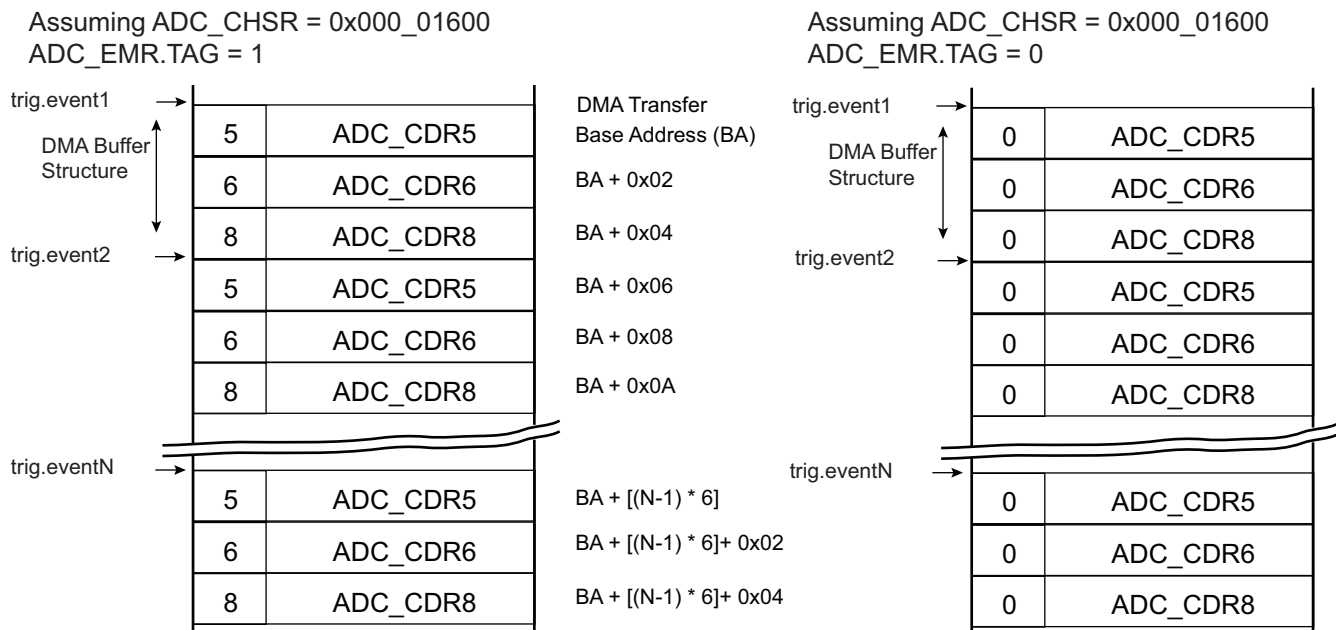 Assuming ADC_CHSR = 0x000_01600
ADC_EMR.TAG = 1
trig.event1
DMA Buffer
Structure
5 ADC_CDR5
6 ADC_CDR6
8 ADC_CDR8
trig.event2
5 ADC_CDR5
6 ADC_CDR6
8 ADC_CDR8
trig.eventN
5 ADC_CDR5
6 ADC_CDR6
8 ADC_CDR8
DMA Transfer
Base Address (BA)
BA + 0x02
BA + 0x04
BA + 0x06
BA + 0x08
BA + 0x0A
BA + [(N-1) * 6]
BA + [(N-1) * 6]+ 0x02
BA + [(N-1) * 6]+ 0x04
Assuming ADC_CHSR = 0x000_01600
ADC_EMR.TAG = 0
trig.event1
DMA Buffer
Structure
0 ADC_CDR5
0 ADC_CDR6
0 ADC_CDR8
trig.event2
0 ADC_CDR5
0 ADC_CDR6
0 ADC_CDR8
trig.eventN
0 ADC_CDR5
0 ADC_CDR6
0 ADC_CDR8